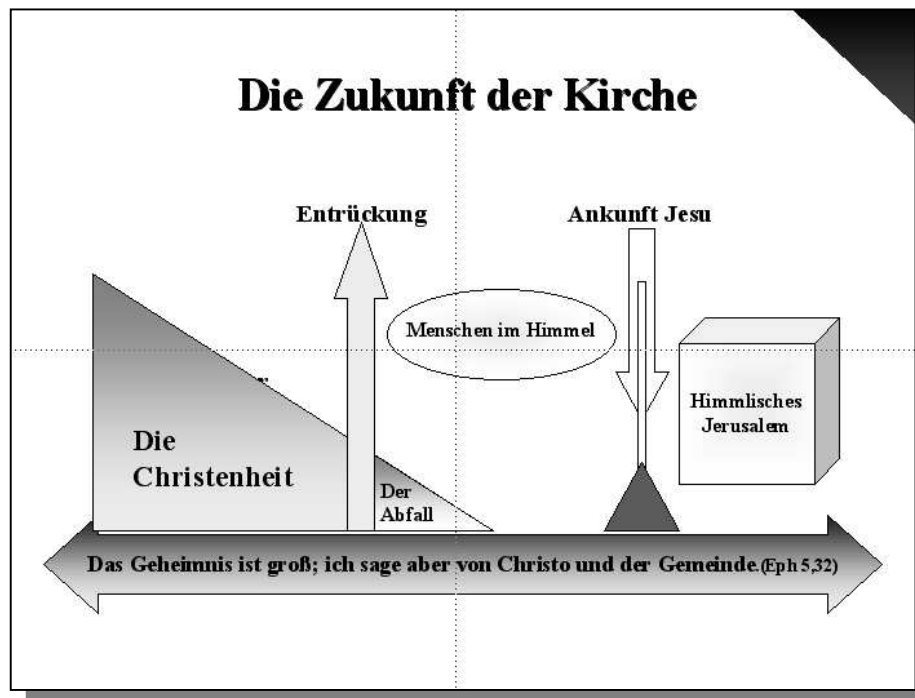 Die Zukunft der Kirche
Entrückung
Ankunft Jesu
Menschen im Himmel
Himmlisches
Jerusalem
Die
Christenheit
Der
Abfall
Das Geheimnis ist groß; ich sage aber von Christo und der Gemeinde.(Eph 5,32)